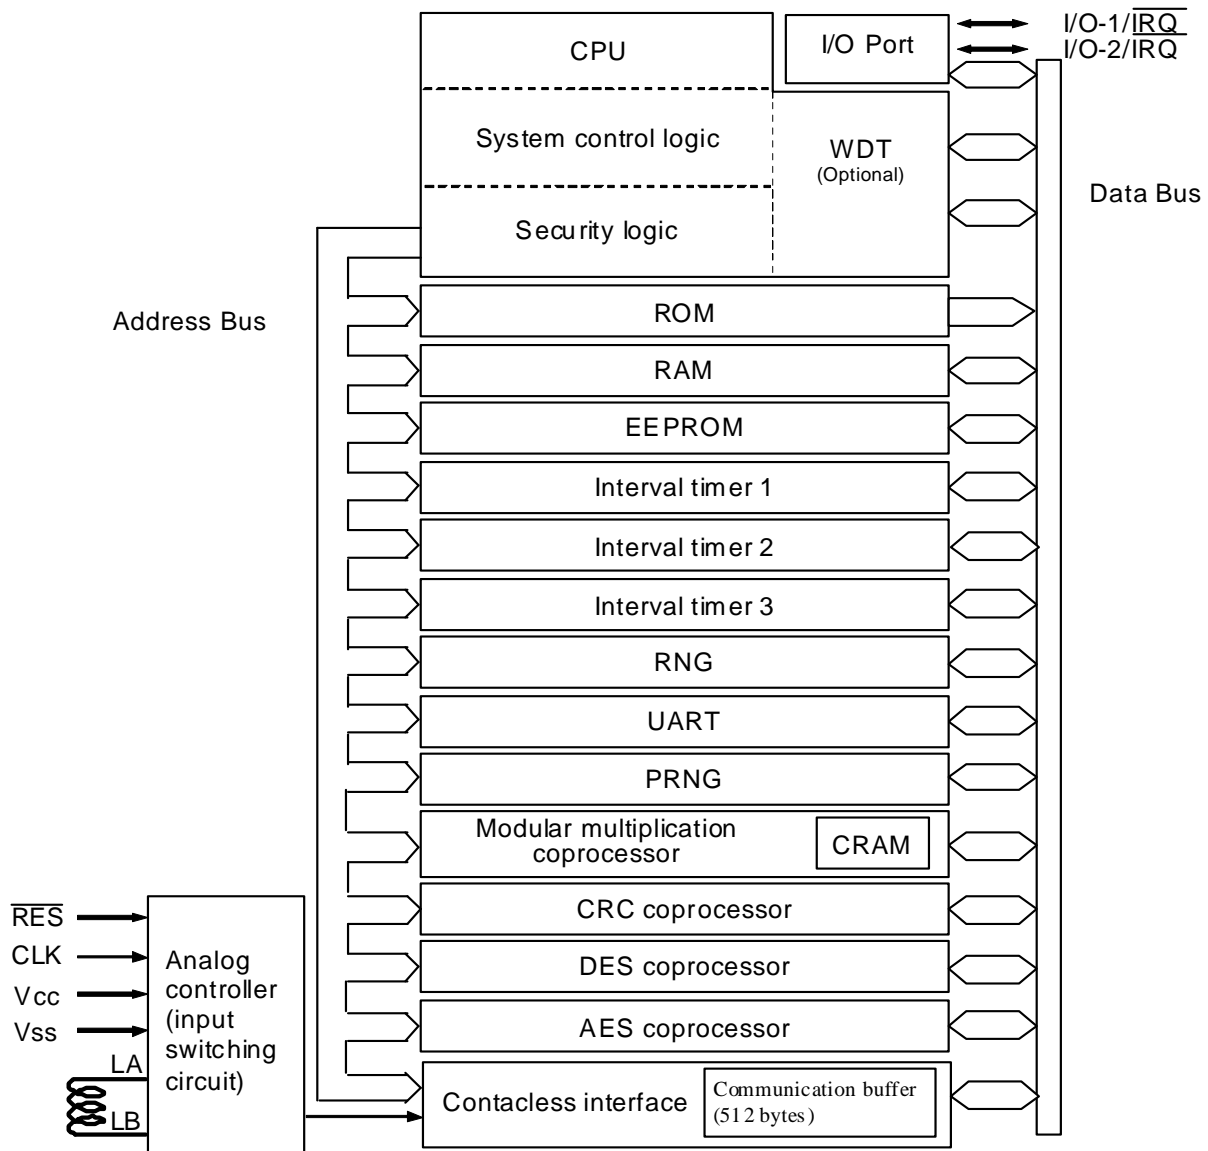 CPU
I/O Port
I/O-1/IRQ
I/O-2/IRQ
System control logic
WDT
(Optional)
Data Bus
Security logic
Address Bus
ROM
RAM
EEPROM
Interval timer 1
Interval timer 2
Interval timer 3
RNG
UART
PRNG
Modular multiplication
coprocessor
CRAM
CRC coprocessor
DES coprocessor
AES coprocessor
RES
CLK
Vcc
Vss
LA
LB
Analog
controller
(input
switching
circuit)
Contacless interface
Communication buffer
(512 bytes)